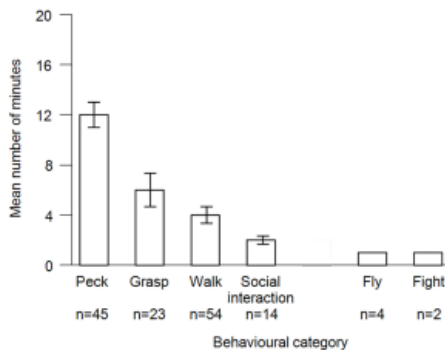 Mean number of minutes
20
16
12
8
4
0
Peck Grasp Walk Social interaction Fly Fight
n=45 n=23 n=54 n=14 n=4 n=2
Behavioural category